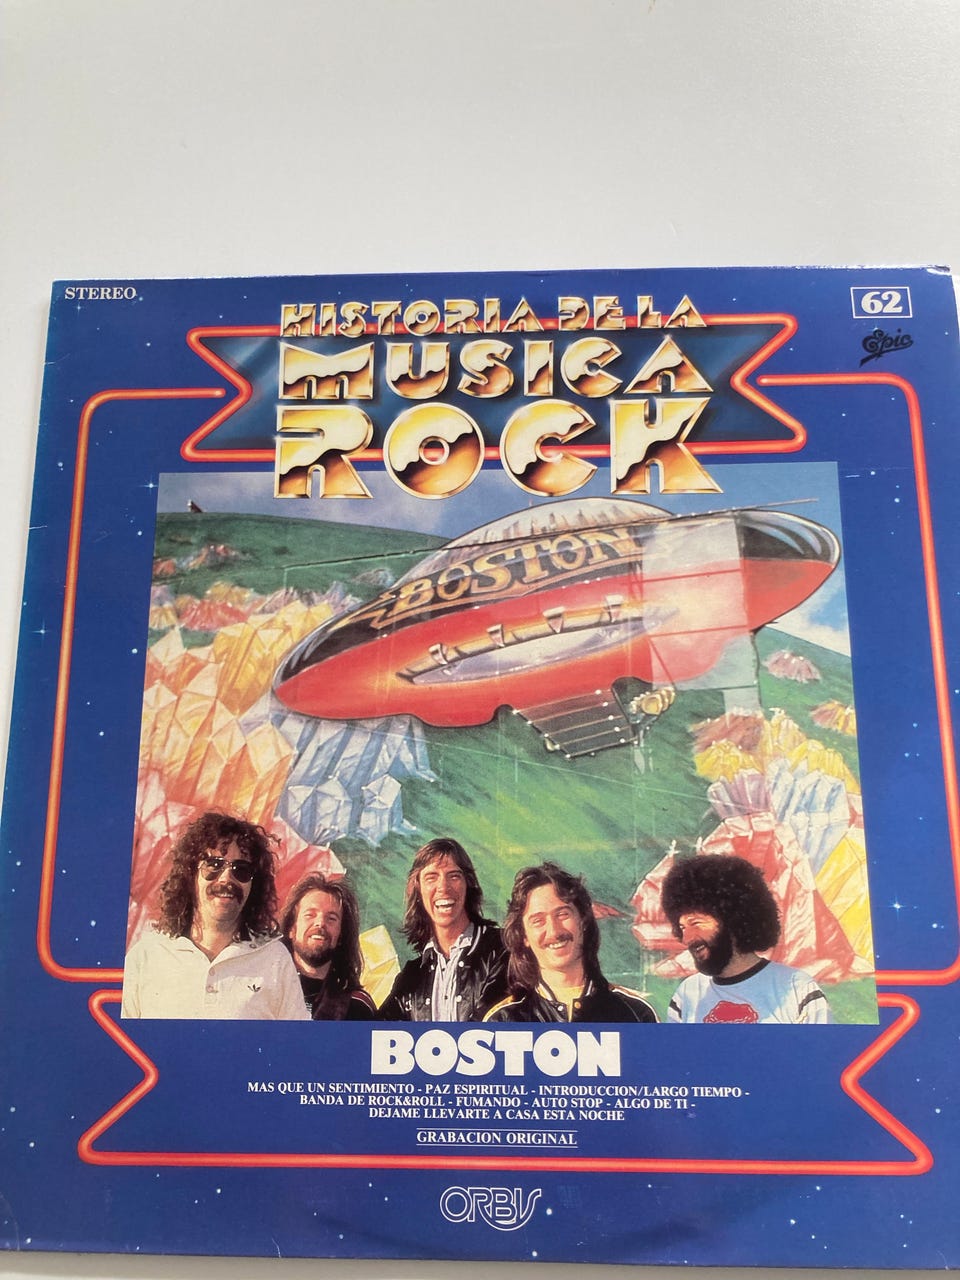 STEREO
62
Epic
HISTORIA DE LA
MUSICA
ROCK
BOSTON
BOSTON
MAS QUE UN SENTIMIENTO - PAZ ESPIRITUAL - INTRODUCCION/LARGO TIEMPO -
BANDA DE ROCK&ROLL - FUMANDO - AUTO STOP - ALGO DE TI -
DEJAME LLEVARTE A CASA ESTA NOCHE
GRABACION ORIGINAL
ORBIS